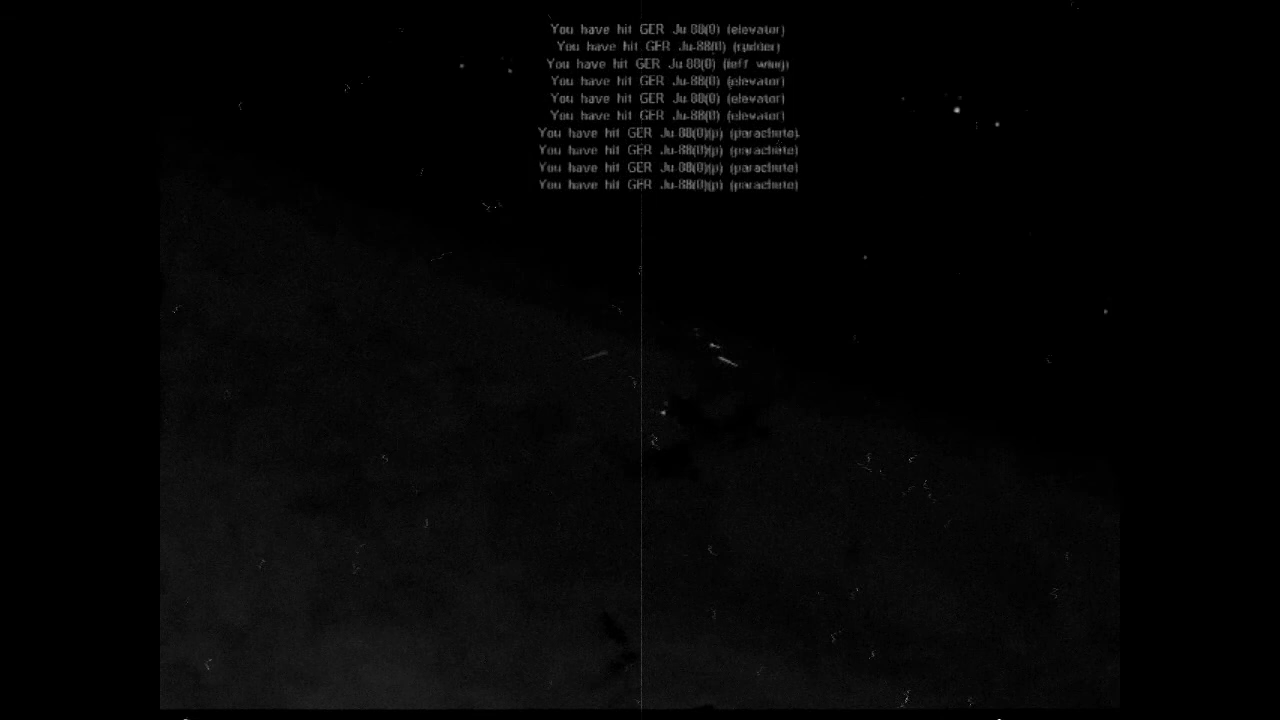 You have hit GER Ju-88(0) (elevator)
You have hit GER Ju-88(0) (rudder)
You have hit GER Ju-88(0) (left wing)
You have hit GER Ju-88(0) (elevator)
You have hit GER Ju-88(0) (elevator)
You have hit GER Ju-88(0) (elevator)
You have hit GER Ju-88(0)(p) (parachute)
You have hit GER Ju-88(0)(p) (parachute)
You have hit GER Ju-88(0)(p) (parachute)
You have hit GER Ju-88(0)(p) (parachute)